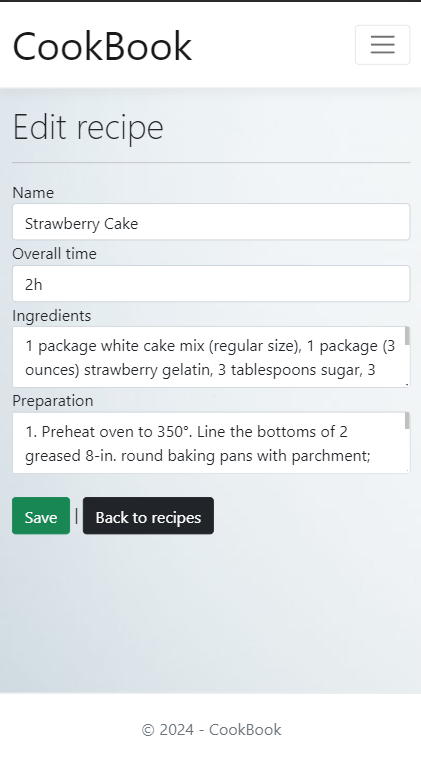 CookBook
Edit recipe
Name
Strawberry Cake
Overall time
2h
Ingredients
1 package white cake mix (regular size), 1 package (3
ounces) strawberry gelatin, 3 tablespoons sugar, 3
Preparation
1. Preheat oven to 350°. Line the bottoms of 2
greased 8-in. round baking pans with parchment;
Save | Back to recipes
© 2024 - CookBook